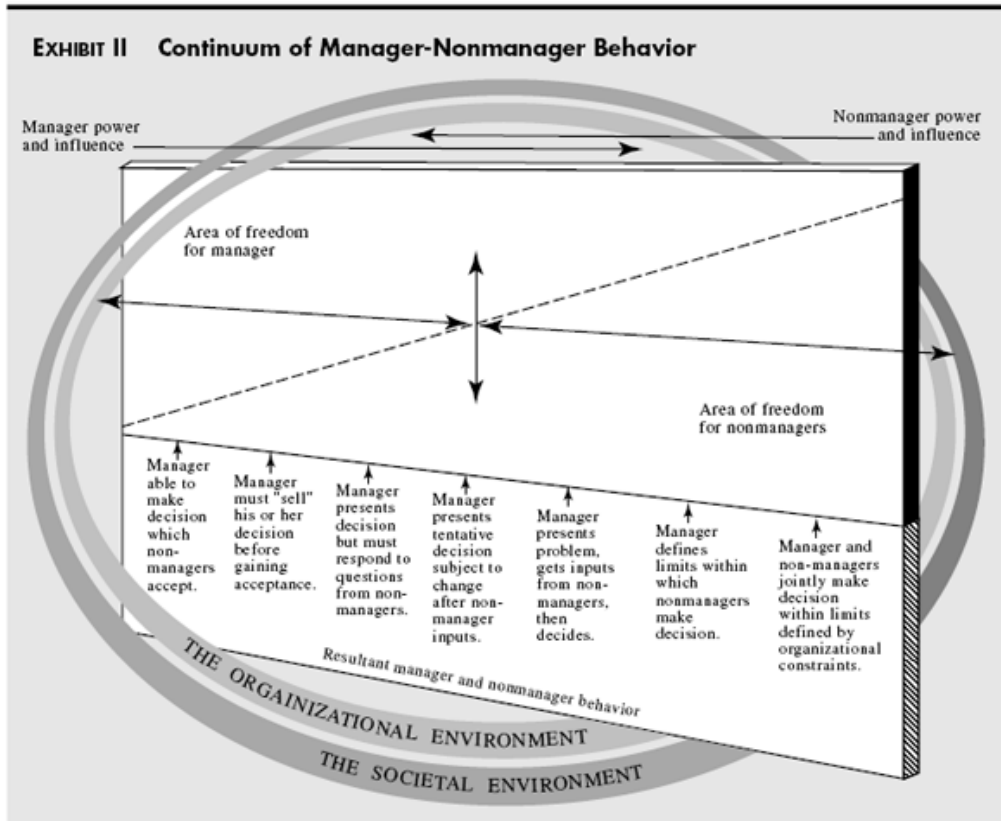 EXHIBIT II Continuum of Manager-Nonmanager Behavior
Manager power
and influence
Nonmanager power
and influence
Area of freedom
for manager
Area of freedom
for nonmanagers
Manager
able to
make
decision
which
non-
managers
accept.
Manager
must "sell"
his or her
decision
before
gaining
acceptance.
Manager
presents
decision
but must
respond to
questions
from non-
managers.
Manager
presents
tentative
decision
subject to
change
after non-
manager
inputs.
Manager
presents
problem,
gets inputs
from non-
managers,
then
decides.
Manager
defines
limits within
which
nonmanagers
make
decision.
Manager and
non-managers
jointly make
decision
within limits
defined by
organizational
constraints.
Resultant manager and nonmanager behavior
THE ORGAINIZATIONAL ENVIRONMENT
THE SOCIETAL ENVIRONMENT